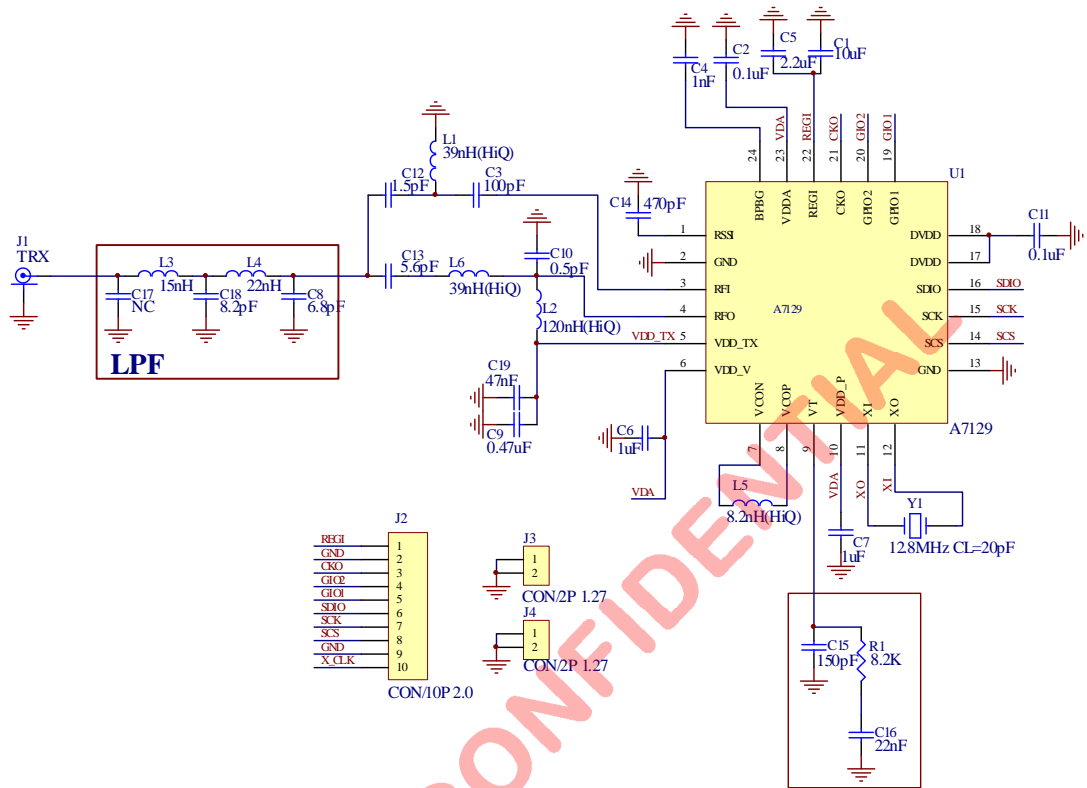 C5
C1
2.2uF
10uF
C4
1nF
C2
0.1uF
VDA
REGI
CKO
GIO2
GIO1
24
23
22
21
20
19
BPBG
VDDA
REGI
CKO
GPIO2
GPIO1
U1
L1
39nH(HiQ)
C12
1.5pF
C3
100pF
C14
470pF
1 RSSI
2 GND
3 RFI
4 RFO
5 VDD_TX
6 VDD_V
A7129
DVDD 18
DVDD 17
SDIO 16 SDIO
SCK 15 SCK
SCS 14 SCS
GND 13
C11
0.1uF
J1
TRX
L3
15nH
L4
22nH
C17
NC
C18
8.2pF
C8
6.8pF
LPF
C13
5.6pF
L6
39nH(HiQ)
C10
0.5pF
L2
120nH(HiQ)
VDD_TX
C19
47nF
C9
0.47uF
C6
1uF
VDA
VCON
VCOP
VT
VDD_P
XI
XO
7
8
9
10
11
12
A7129
VDA
XO
XI
L5
8.2nH(HiQ)
C7
1uF
Y1
12.8MHz CL=20pF
J2
REGI 1
GND 2
CKO 3
GIO2 4
GIO1 5
SDIO 6
SCK 7
SCS 8
GND 9
X_CLK 10
CON/10P 2.0
J3
1
2
CON/2P 1.27
J4
1
2
CON/2P 1.27
C15
150pF
R1
8.2K
C16
22nF
CONFIDENTIAL